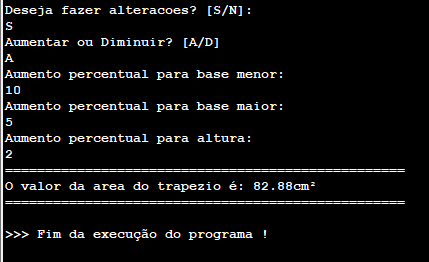 Deseja fazer alteracoes? [S/N]:
S
Aumentar ou Diminuir? [A/D]
A
Aumento percentual para base menor:
10
Aumento percentual para base maior:
5
Aumento percentual para altura:
2
==================================================
O valor da area do trapezio é: 82.88cm²
==================================================
>>> Fim da execução do programa !